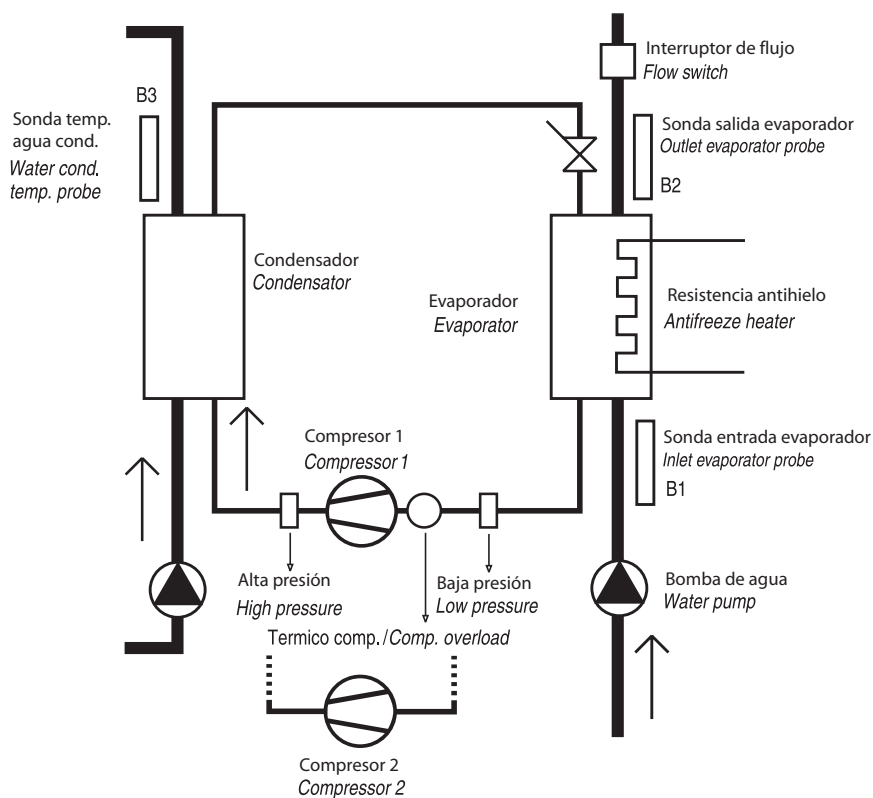 Interruptor de flujo
Flow switch
B3
Sonda temp.
agua cond.
Water cond.
temp. probe
Sonda salida evaporador
Outlet evaporator probe
B2
Condensador
Condensator
Evaporador
Evaporator
Resistencia antihielo
Antifreeze heater
Compresor 1
Compressor 1
Sonda entrada evaporador
Inlet evaporator probe
B1
Alta presión
High pressure
Baja presión
Low pressure
Bomba de agua
Water pump
Termico comp./Comp. overload
Compresor 2
Compressor 2